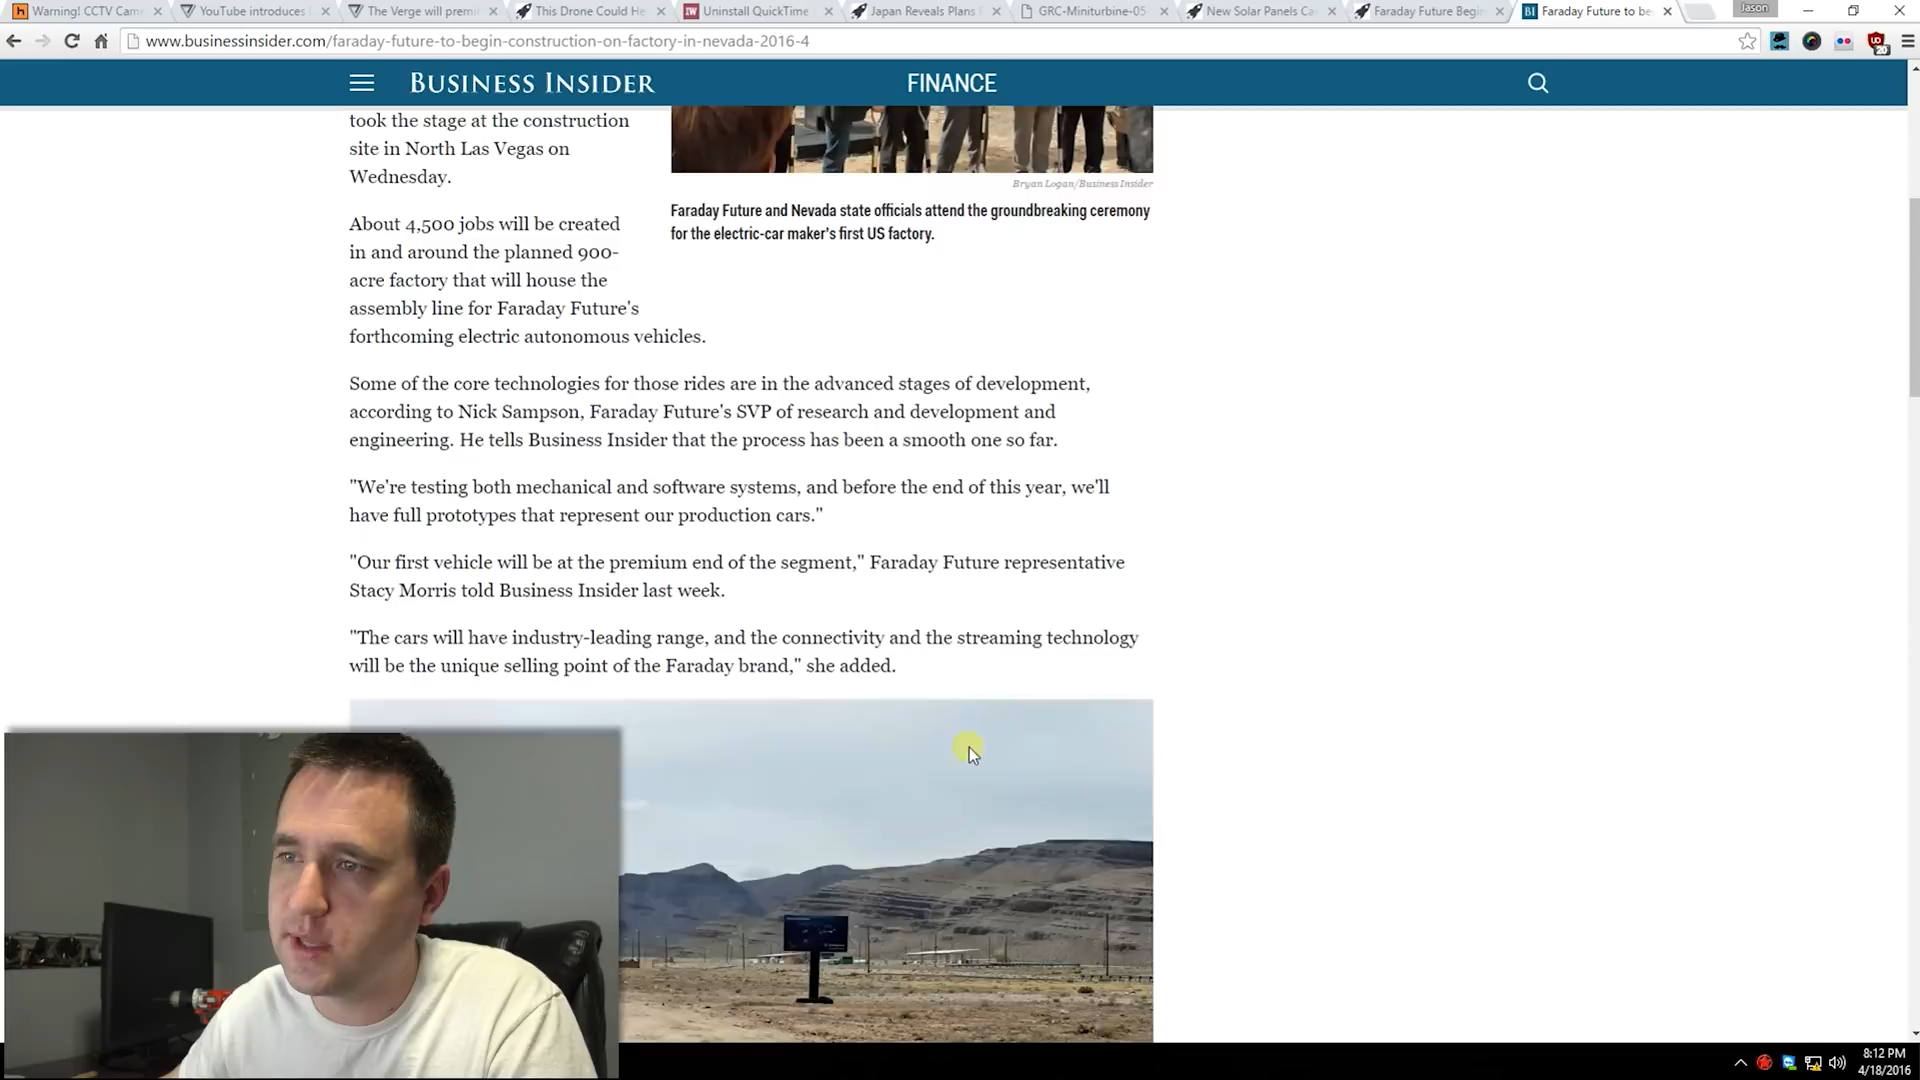 Warning! CCTV Cam
YouTube introduces
The Verge will premi
This Drone Could He
Uninstall QuickTime
Japan Reveals Plans
GRC-Miniturbine-05
New Solar Panels Ca
Faraday Future Begin
Faraday Future to be
Jason
www.businessinsider.com/faraday-future-to-begin-construction-on-factory-in-nevada-2016-4
BUSINESS INSIDER
FINANCE
took the stage at the construction
site in North Las Vegas on
Wednesday.
Bryan Logan/Business Insider
Faraday Future and Nevada state officials attend the groundbreaking ceremony
for the electric-car maker's first US factory.
About 4,500 jobs will be created
in and around the planned 900-
acre factory that will house the
assembly line for Faraday Future's
forthcoming electric autonomous vehicles.
Some of the core technologies for those rides are in the advanced stages of development,
according to Nick Sampson, Faraday Future's SVP of research and development and
engineering. He tells Business Insider that the process has been a smooth one so far.
"We're testing both mechanical and software systems, and before the end of this year, we'll
have full prototypes that represent our production cars."
"Our first vehicle will be at the premium end of the segment," Faraday Future representative
Stacy Morris told Business Insider last week.
"The cars will have industry-leading range, and the connectivity and the streaming technology
will be the unique selling point of the Faraday brand," she added.
8:12 PM
4/18/2016